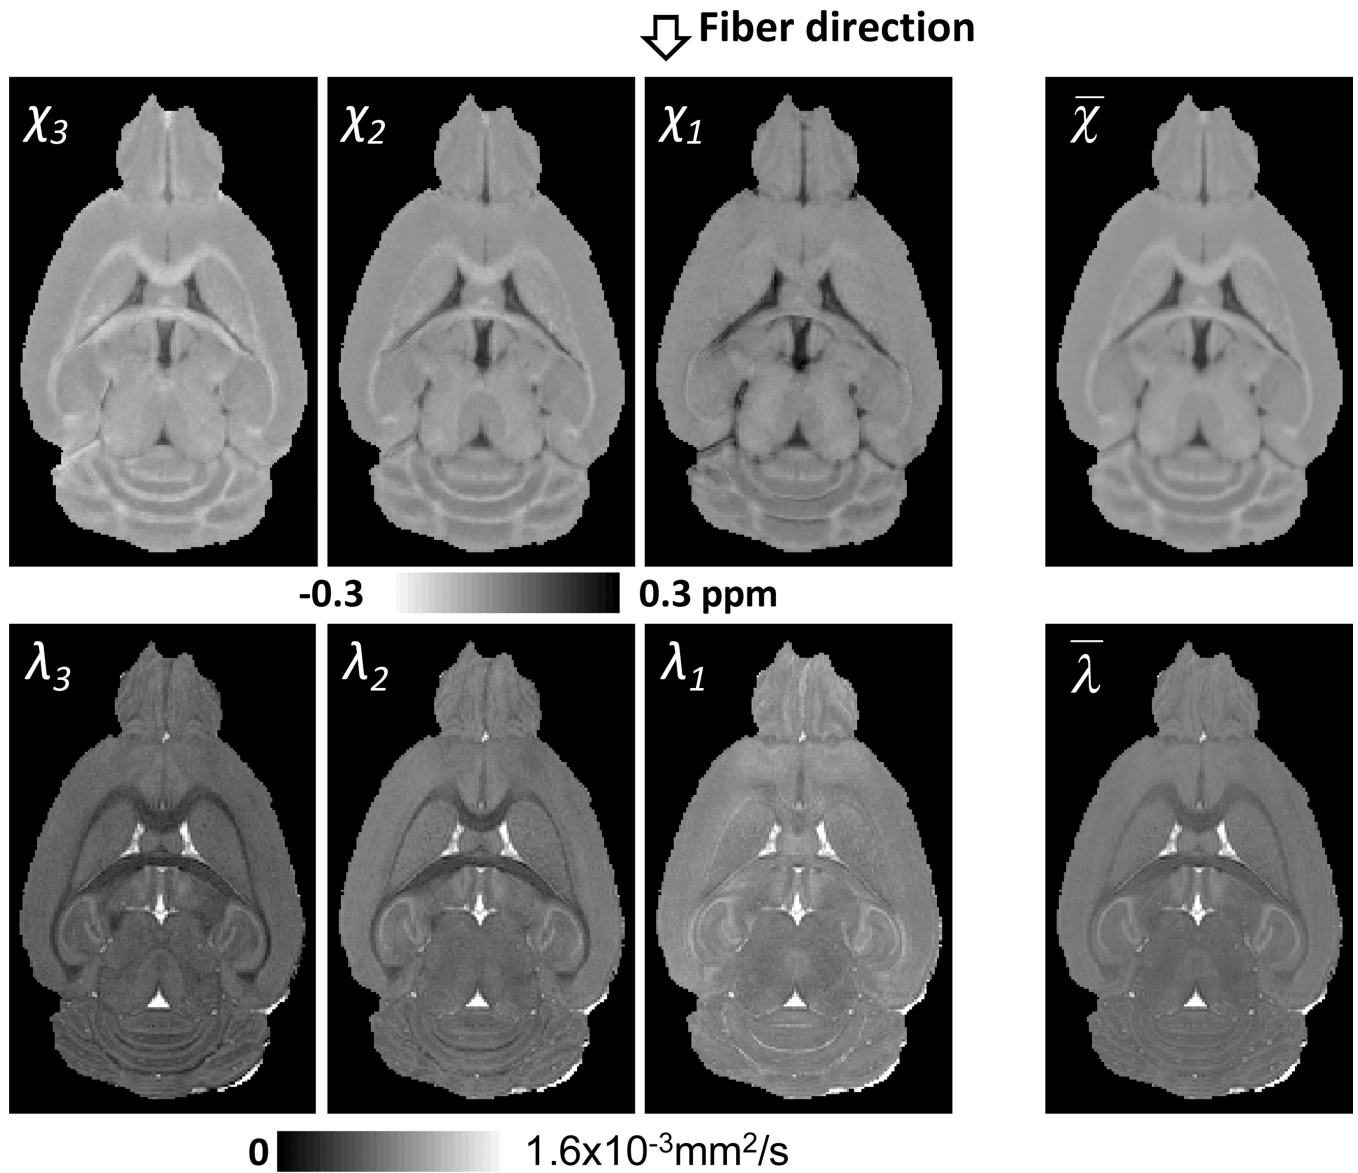 Fiber direction
χ3 χ2 χ1 χ̅
-0.3 0.3 ppm
λ3 λ2 λ1 λ̅
0 1.6x10-3mm2/s